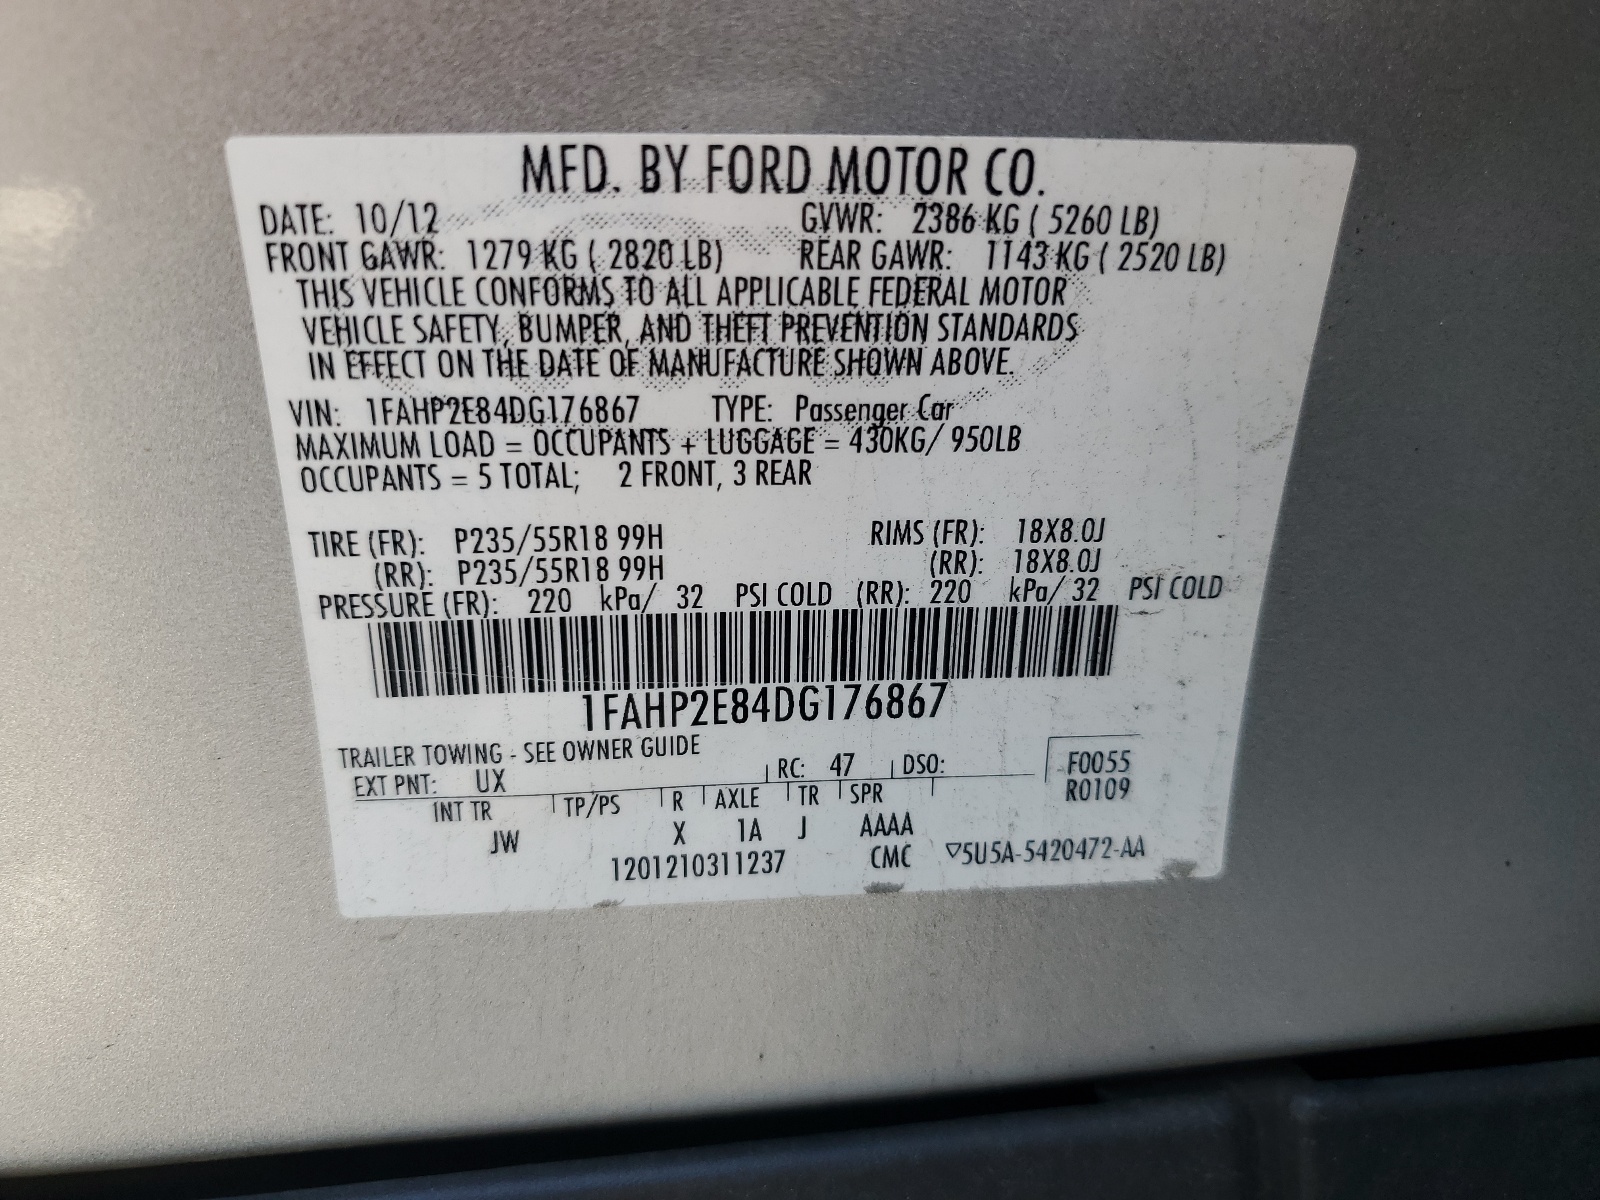 MFD. BY FORD MOTOR CO.
DATE: 10/12 GVWR: 2386 KG ( 5260 LB)
FRONT GAWR: 1279 KG ( 2820 LB) REAR GAWR: 1143 KG ( 2520 LB)
THIS VEHICLE CONFORMS TO ALL APPLICABLE FEDERAL MOTOR
VEHICLE SAFETY, BUMPER, AND THEFT PREVENTION STANDARDS
IN EFFECT ON THE DATE OF MANUFACTURE SHOWN ABOVE.
VIN: 1FAHP2E84DG176867 TYPE: Passenger Car
MAXIMUM LOAD = OCCUPANTS + LUGGAGE = 430KG/ 950LB
OCCUPANTS = 5 TOTAL; 2 FRONT, 3 REAR
TIRE (FR): P235/55R18 99H RIMS (FR): 18X8.0J
(RR): P235/55R18 99H (RR): 18X8.0J
PRESSURE (FR): 220 kPa/ 32 PSI COLD (RR): 220 kPa/ 32 PSI COLD
1FAHP2E84DG176867
TRAILER TOWING - SEE OWNER GUIDE
EXT PNT: UX RC: 47 DSO: F0055
R0109
INT TR TP/PS R AXLE TR SPR
JW X 1A J AAAA
1201210311237 CMC ▽5U5A-5420472-AA